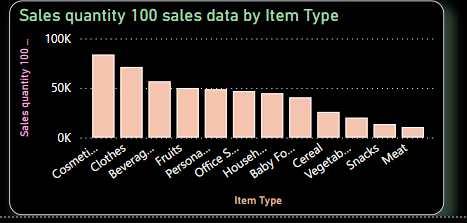 Sales quantity 100 sales data by Item Type
Sales quantity 100 ...
100K
50K
0K
Cosmeti...
Clothes
Beverag...
Fruits
Persona...
Office S...
Househ...
Baby Fo...
Cereal
Vegetab...
Snacks
Meat
Item Type